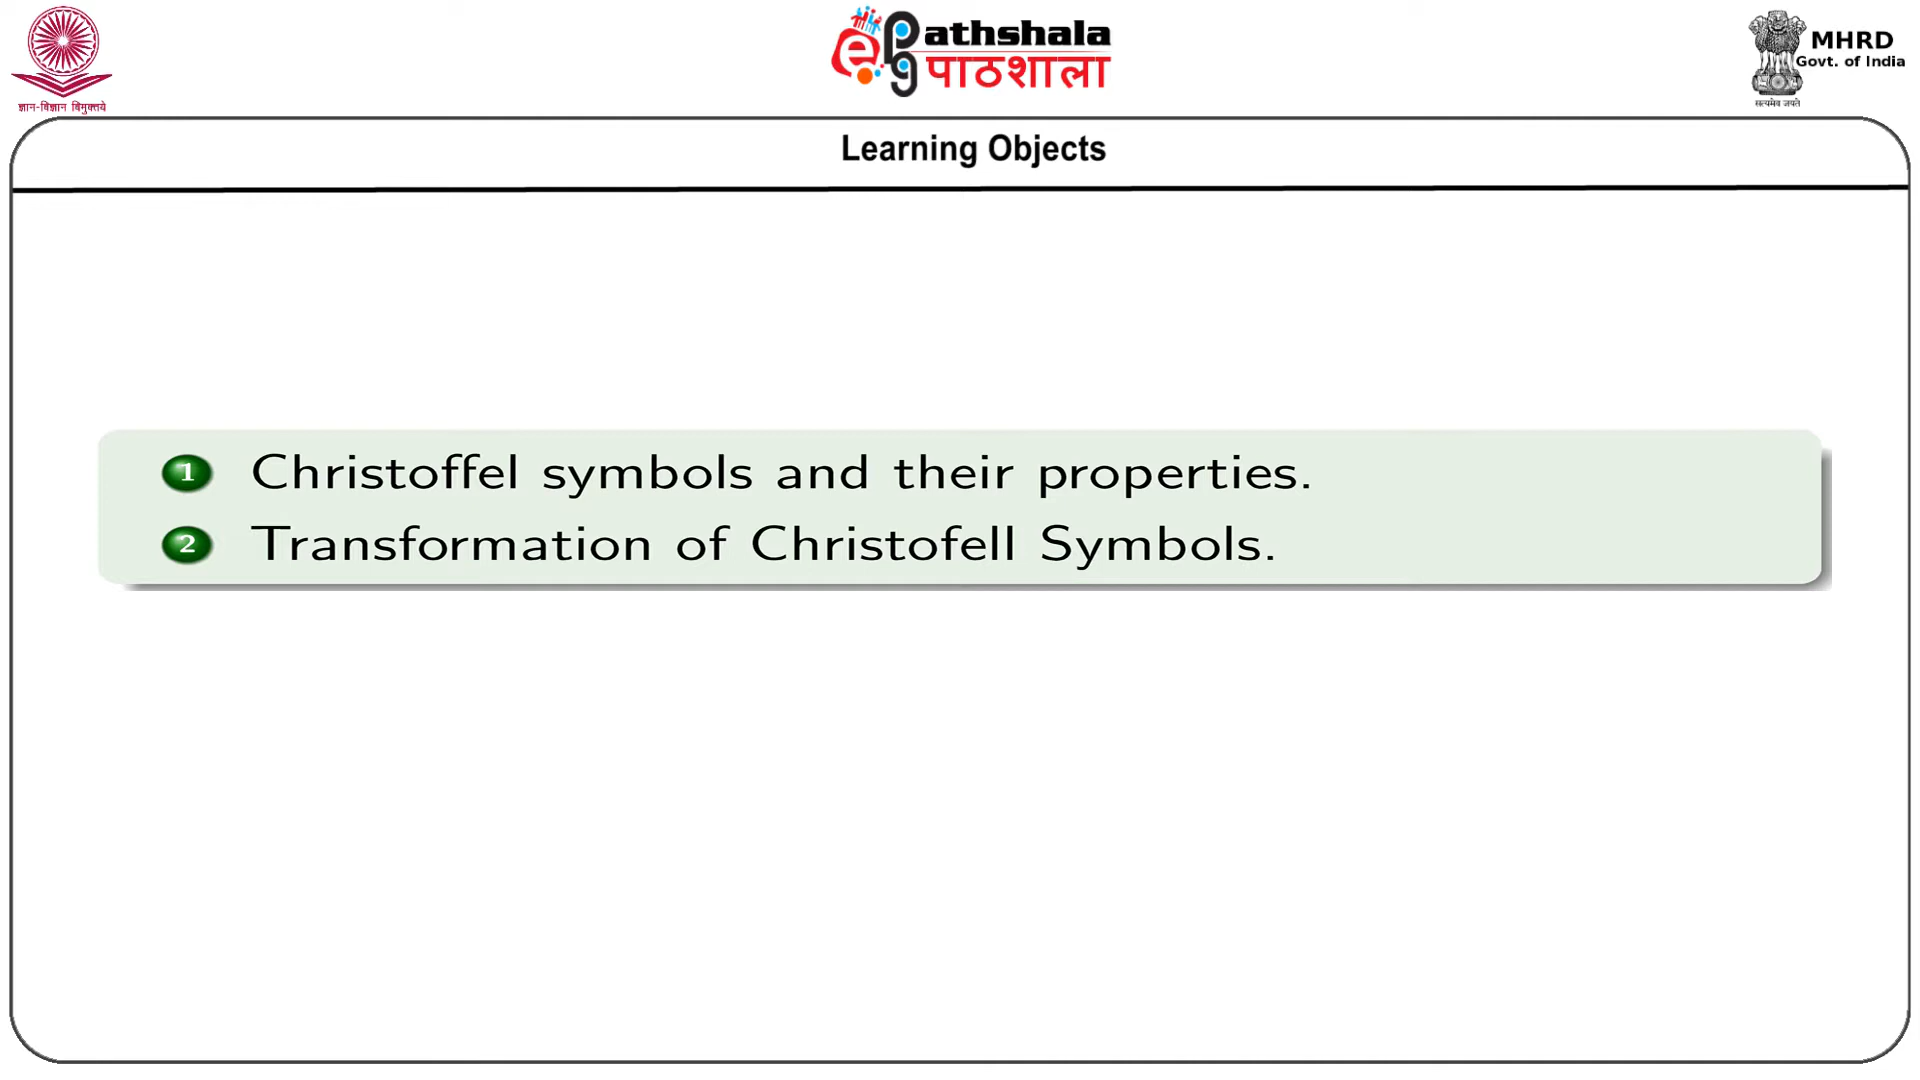 ज्ञान-विज्ञान विमुक्तये
ePG
athshala
पाठशाला
MHRD
Govt. of India
सत्यमेव जयते
Learning Objects
1 Christoffel symbols and their properties.
2 Transformation of Christofell Symbols.